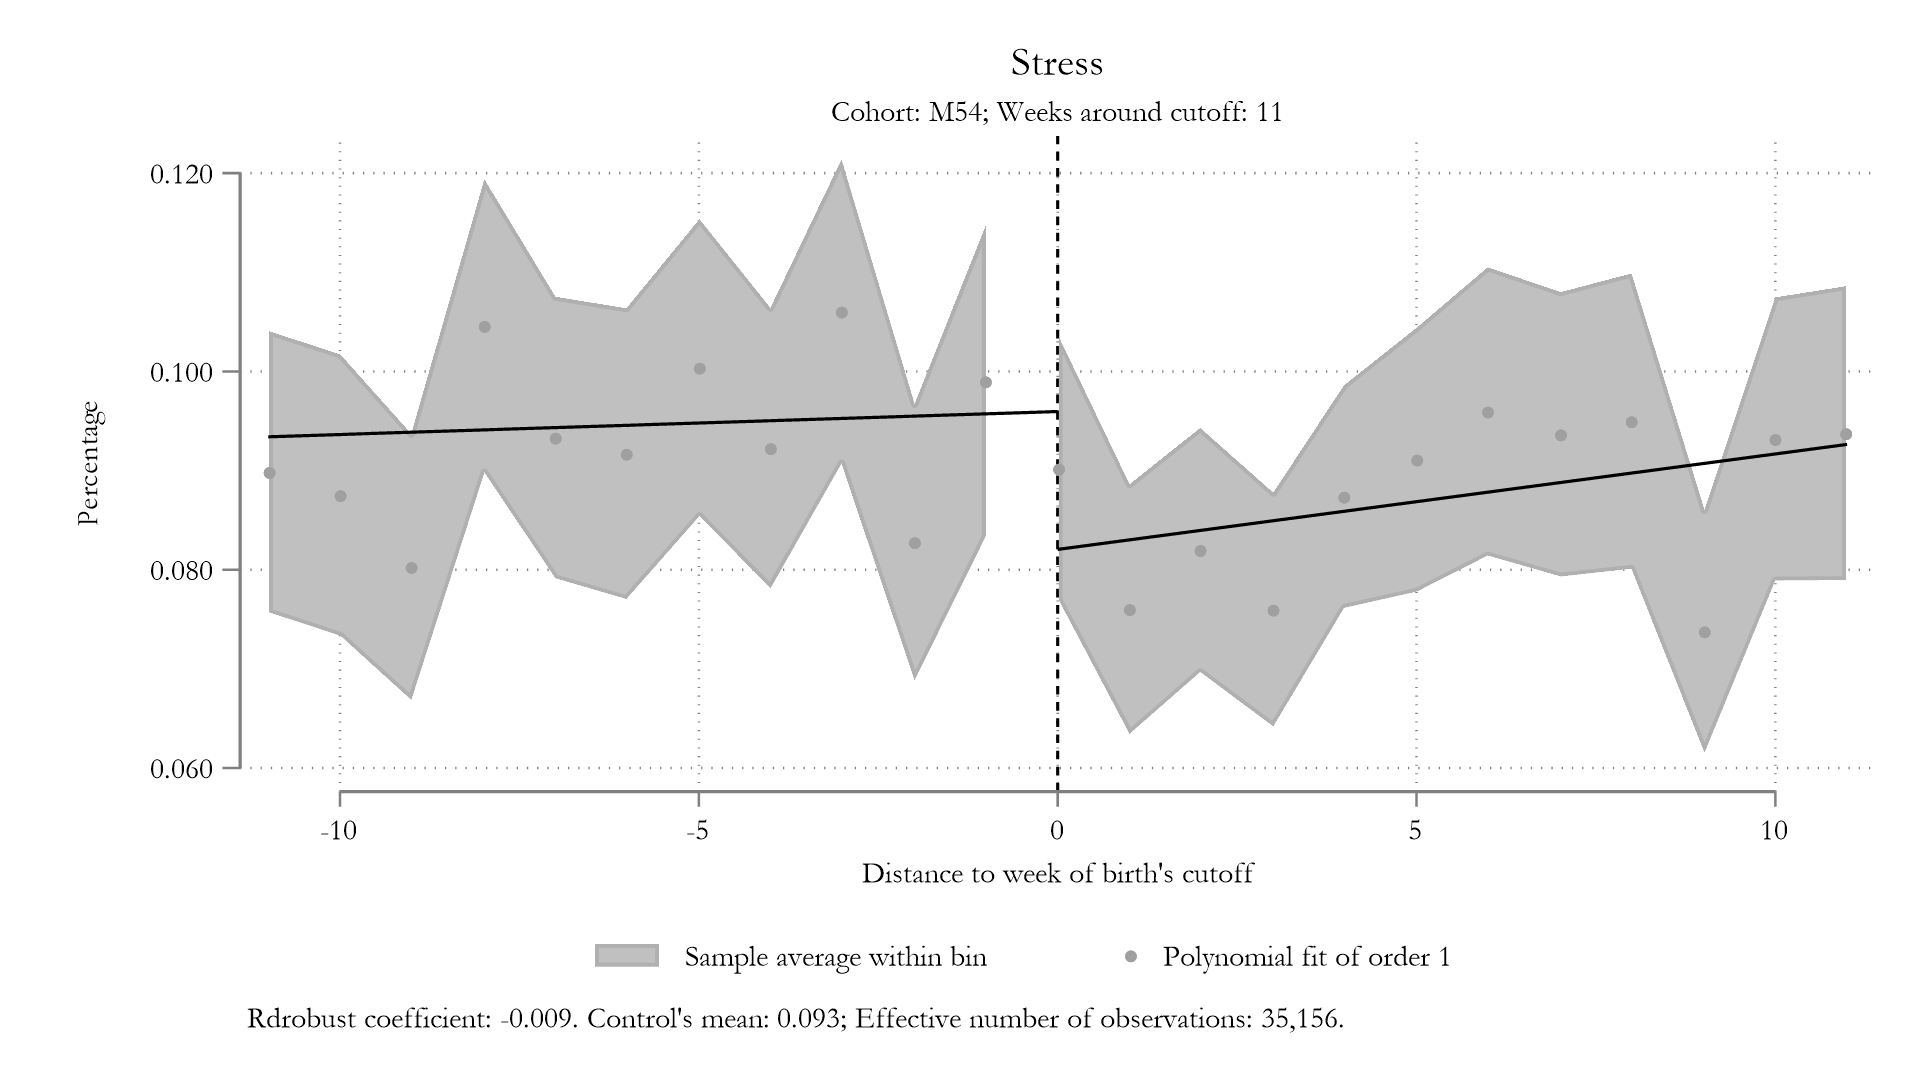 Stress
Cohort: M54; Weeks around cutoff: 11
Percentage
0.120
0.100
0.080
0.060
-10 -5 0 5 10
Distance to week of birth's cutoff
Sample average within bin Polynomial fit of order 1
Rdrobust coefficient: -0.009. Control's mean: 0.093; Effective number of observations: 35,156.